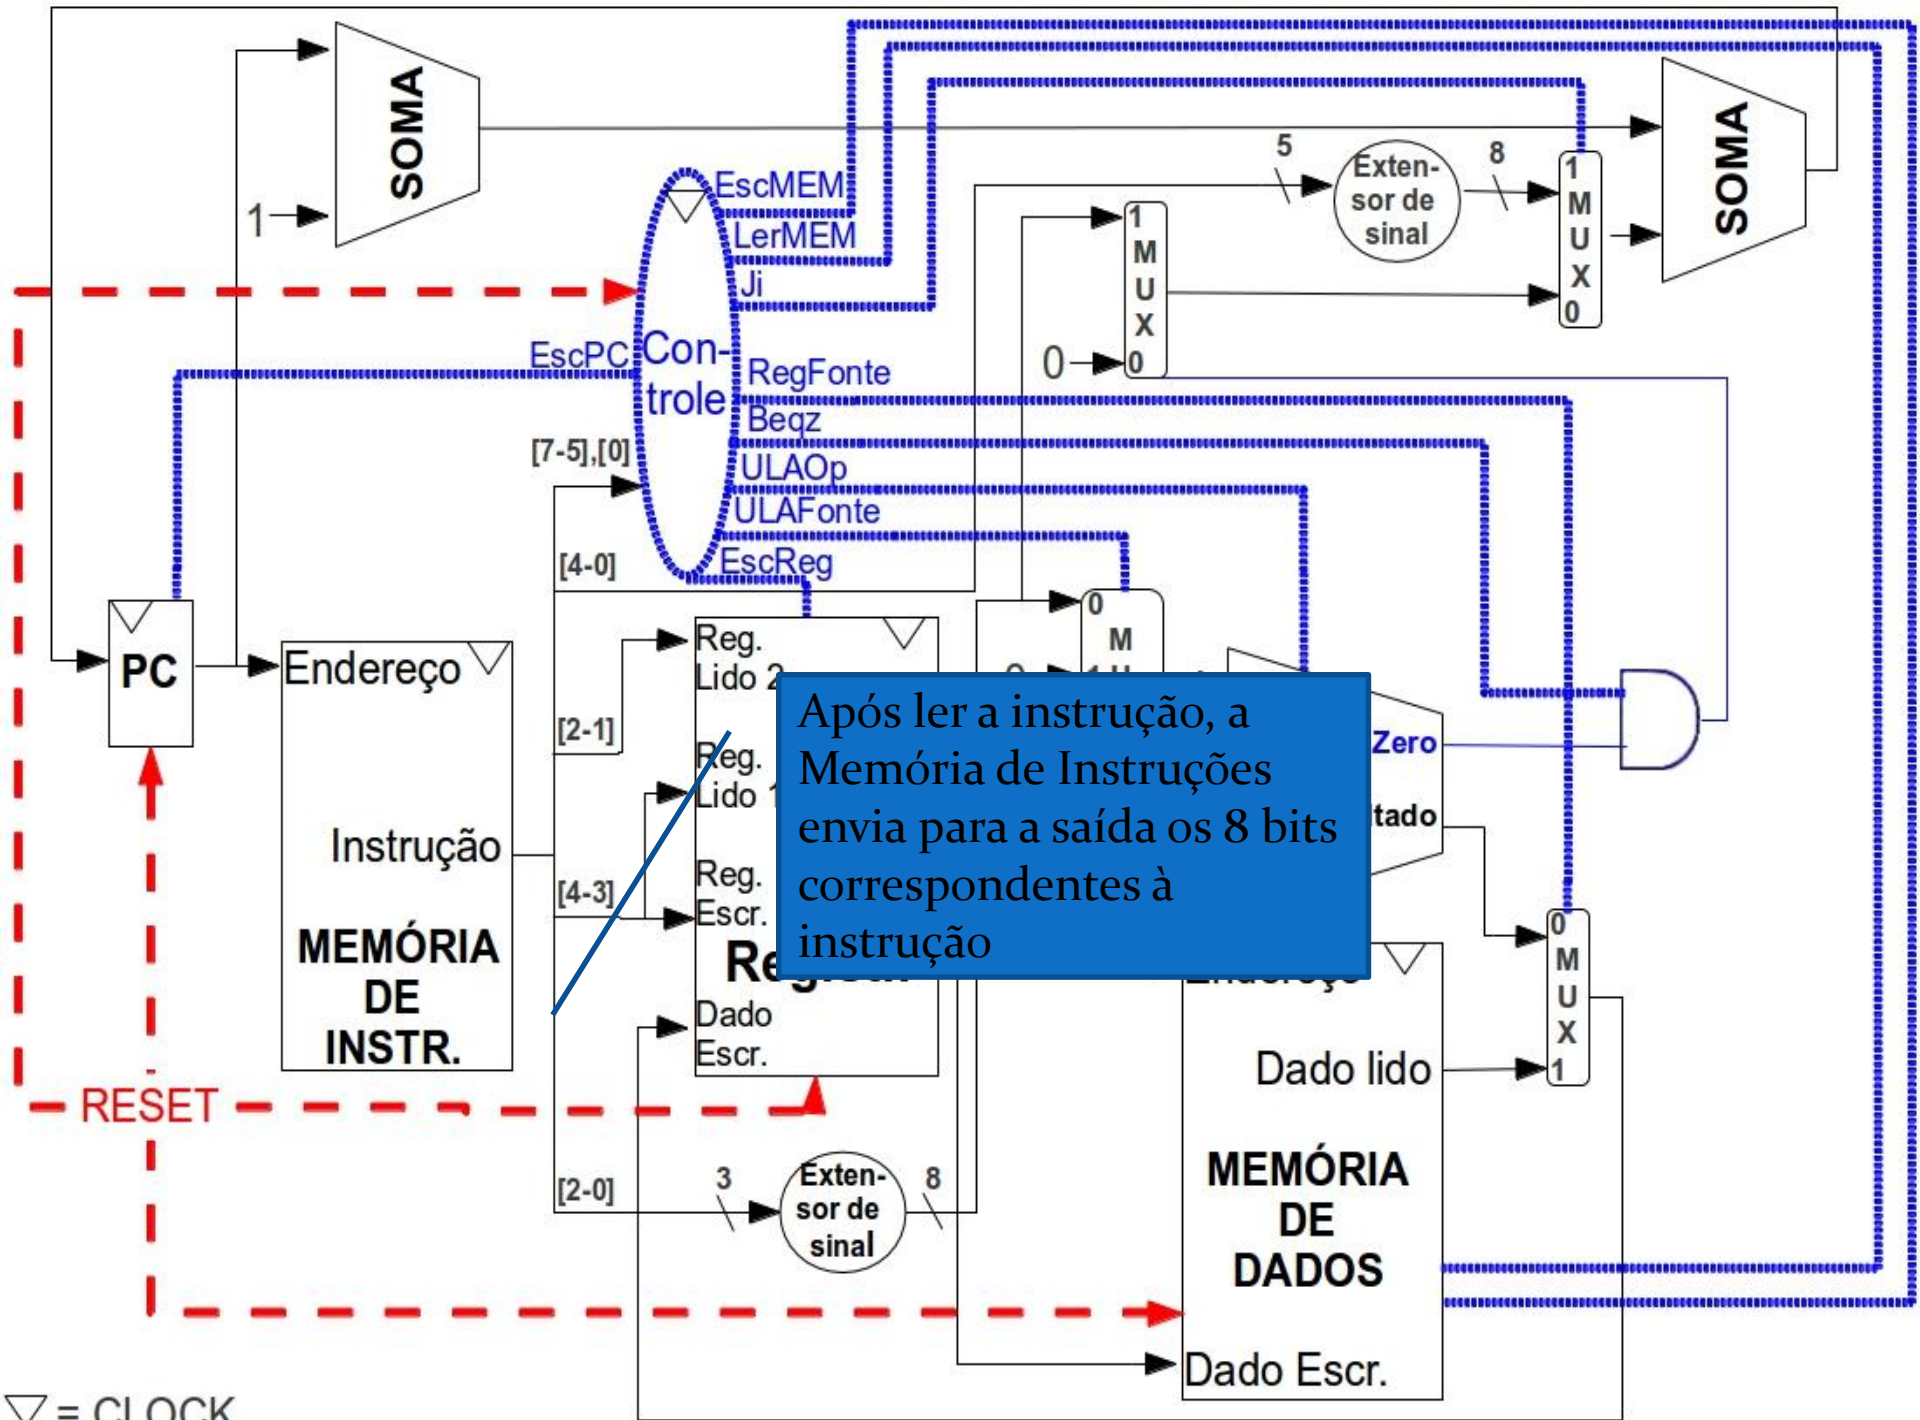 SOMA
1
EscMEM
LerMEM
Ji
5
Exten-
sor de
sinal
8
1
M
U
X
0
SOMA
1
M
U
X
0
0
EscPC
Con-
trole
RegFonte
Beqz
ULAOp
ULAFonte
EscReg
[7-5],[0]
[4-0]
PC
Endereço
Instrução
MEMÓRIA
DE
INSTR.
[2-1]
[4-3]
[2-0]
Reg.
Lido 2
Reg.
Lido 1
Reg.
Escr.
Dado
Escr.
0
M
Após ler a instrução, a
Memória de Instruções
envia para a saída os 8 bits
correspondentes à
instrução
Zero
ltado
0
M
U
X
1
Dado lido
MEMÓRIA
DE
DADOS
Dado Escr.
RESET
3
Exten-
sor de
sinal
8
= CLOCK